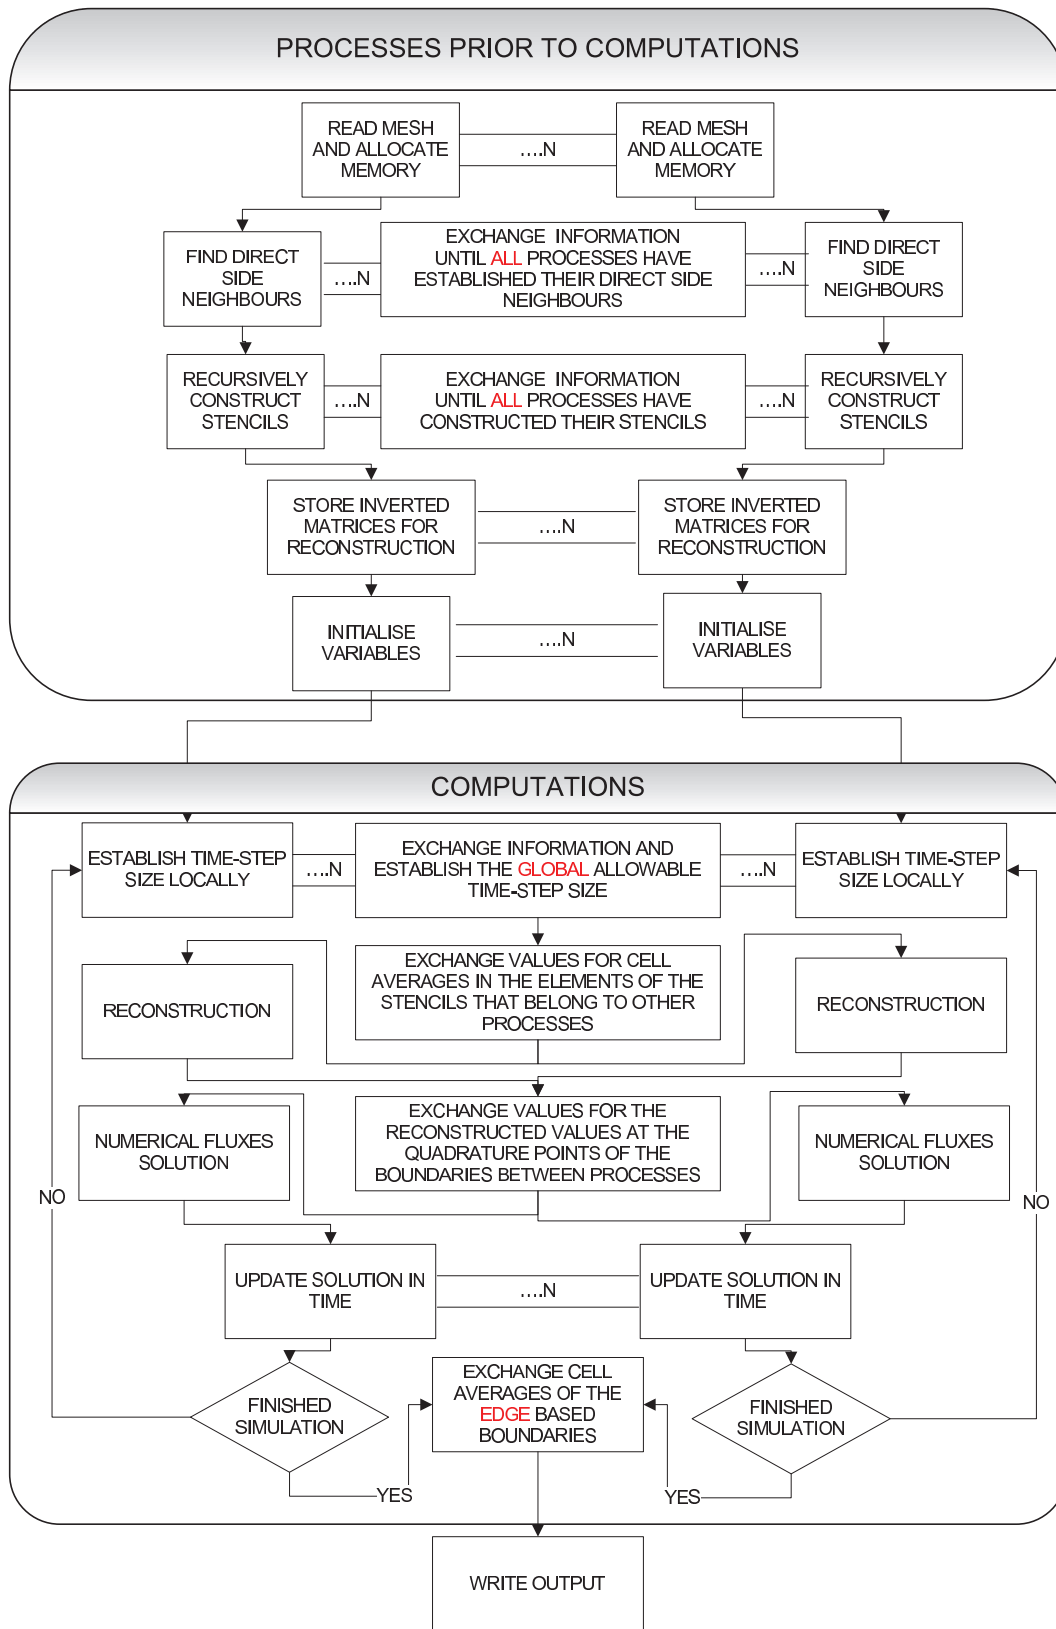 PROCESSES PRIOR TO COMPUTATIONS
READ MESH
AND ALLOCATE
MEMORY
....N
READ MESH
AND ALLOCATE
MEMORY
FIND DIRECT
SIDE
NEIGHBOURS
....N
EXCHANGE INFORMATION
UNTIL ALL PROCESSES HAVE
ESTABLISHED THEIR DIRECT SIDE
NEIGHBOURS
....N
FIND DIRECT
SIDE
NEIGHBOURS
RECURSIVELY
CONSTRUCT
STENCILS
....N
EXCHANGE INFORMATION
UNTIL ALL PROCESSES HAVE
CONSTRUCTED THEIR STENCILS
....N
RECURSIVELY
CONSTRUCT
STENCILS
STORE INVERTED
MATRICES FOR
RECONSTRUCTION
....N
STORE INVERTED
MATRICES FOR
RECONSTRUCTION
INITIALISE
VARIABLES
....N
INITIALISE
VARIABLES
COMPUTATIONS
ESTABLISH TIME-STEP
SIZE LOCALLY
....N
EXCHANGE INFORMATION AND
ESTABLISH THE GLOBAL ALLOWABLE
TIME-STEP SIZE
....N
ESTABLISH TIME-STEP
SIZE LOCALLY
RECONSTRUCTION
EXCHANGE VALUES FOR CELL
AVERAGES IN THE ELEMENTS OF THE
STENCILS THAT BELONG TO OTHER
PROCESSES
RECONSTRUCTION
NUMERICAL FLUXES
SOLUTION
EXCHANGE VALUES FOR THE
RECONSTRUCTED VALUES AT THE
QUADRATURE POINTS OF THE
BOUNDARIES BETWEEN PROCESSES
NUMERICAL FLUXES
SOLUTION
NO
NO
UPDATE SOLUTION IN
TIME
....N
UPDATE SOLUTION IN
TIME
FINISHED
SIMULATION
EXCHANGE CELL
AVERAGES OF THE
EDGE BASED
BOUNDARIES
FINISHED
SIMULATION
YES
YES
WRITE OUTPUT